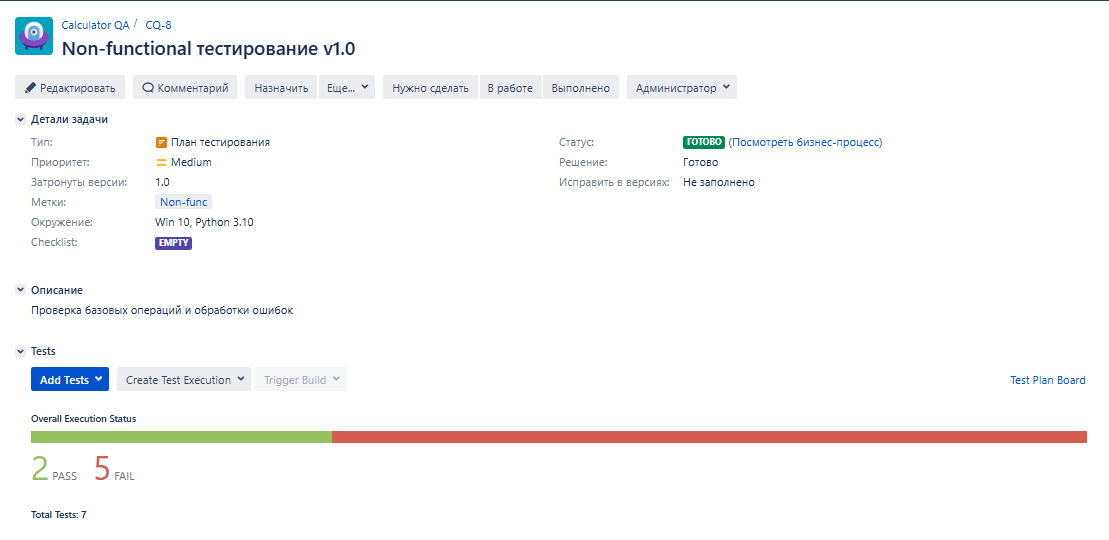 Calculator QA / CQ-8
Non-functional тестирование v1.0
Редактировать Комментарий Назначить Еще... Нужно сделать В работе Выполнено Администратор
Детали задачи
Тип: План тестирования
Статус: ГОТОВО (Посмотреть бизнес-процесс)
Приоритет: Medium
Решение: Готово
Затронуты версии: 1.0
Исправить в версиях: Не заполнено
Метки: Non-func
Окружение: Win 10, Python 3.10
Checklist: EMPTY
Описание
Проверка базовых операций и обработки ошибок
Tests
Add Tests Create Test Execution Trigger Build Test Plan Board
Overall Execution Status
2 PASS 5 FAIL
Total Tests: 7